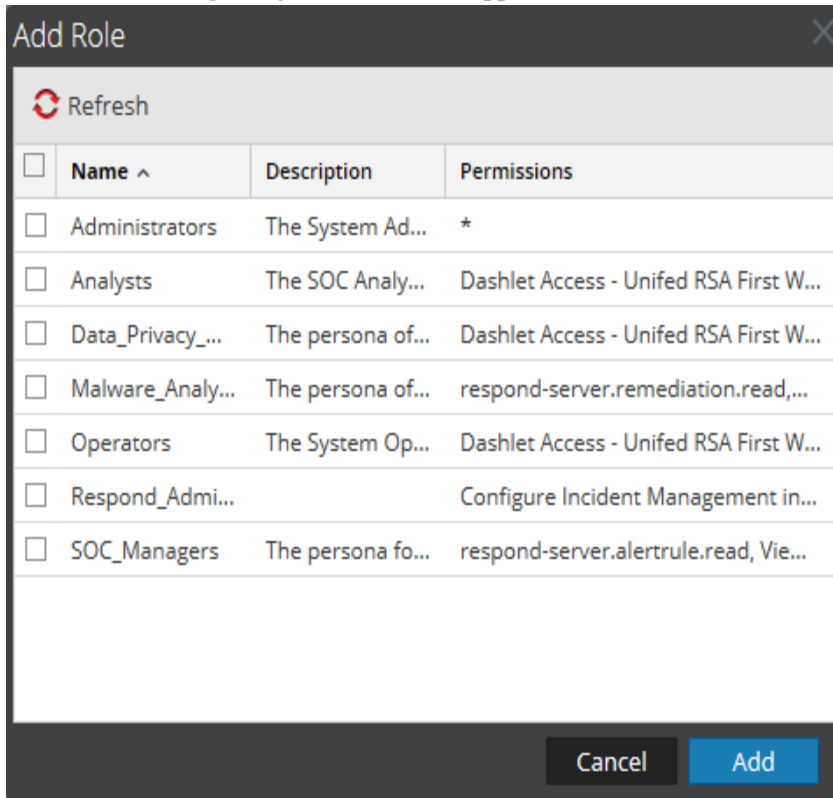 Add Role
Refresh
Name Description Permissions
Administrators The System Ad... *
Analysts The SOC Analy... Dashlet Access - Unifed RSA First W...
Data_Privacy_... The persona of... Dashlet Access - Unifed RSA First W...
Malware_Analy... The persona of... respond-server.remediation.read,...
Operators The System Op... Dashlet Access - Unifed RSA First W...
Respond_Admi... Configure Incident Management in...
SOC_Managers The persona fo... respond-server.alertrule.read, Vie...
Cancel Add